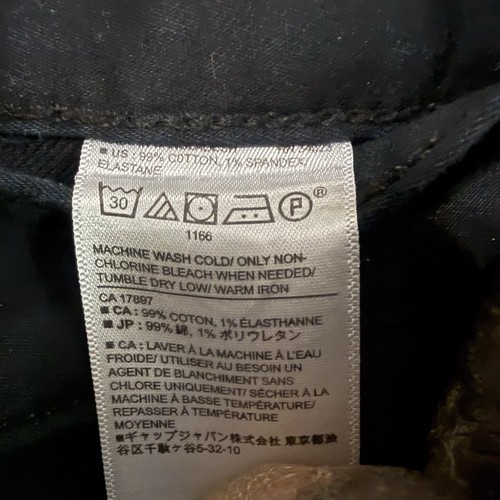 ■ US : 99% COTTON, 1% SPANDEX/
ELASTANE
30 P ®
1166
MACHINE WASH COLD/ ONLY NON-
CHLORINE BLEACH WHEN NEEDED/
TUMBLE DRY LOW/ WARM IRON
CA 17897
■ CA : 99% COTON, 1% ÉLASTHANNE
■ JP : 99% 綿, 1% ポリウレタン
■ CA : LAVER À LA MACHINE À L'EAU
FROIDE/ UTILISER AU BESOIN UN
AGENT DE BLANCHIMENT SANS
CHLORE UNIQUEMENT/ SÉCHER À LA
MACHINE À BASSE TEMPÉRATURE/
REPASSER À TEMPÉRATURE
MOYENNE
■ギャップジャパン株式会社 東京都渋
谷区千駄ヶ谷5-32-10